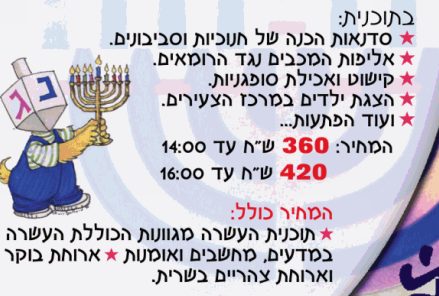 בתוכנית:
★ סדנאות הכנה של חנוכיות וסביבונים.
★ אליפות המכבים נגד הרומאים.
★ קישוט ואכילת סופגניות.
★ הצגת ילדים במרכז הצעירים.
★ ועוד הפתעות...
המחיר: 360 ש״ח עד 14:00
420 ש״ח עד 16:00
המחיר כולל:
★ תוכנית העשרה מגוונות הכוללת העשרה
במדעים, מחשבים ואומנות ★ ארוחת בוקר
וארוחת צהריים בשרית.
ג נ